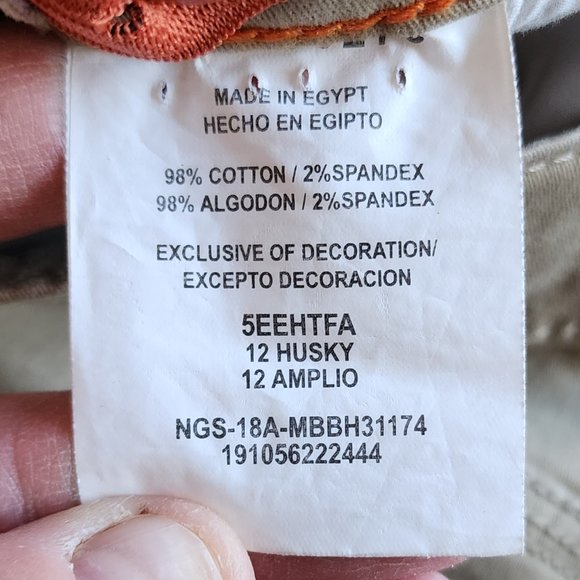 MADE IN EGYPT
HECHO EN EGIPTO
98% COTTON / 2%SPANDEX
98% ALGODON / 2%SPANDEX
EXCLUSIVE OF DECORATION/
EXCEPTO DECORACION
5EEHTFA
12 HUSKY
12 AMPLIO
NGS-18A-MBBH31174
191056222444